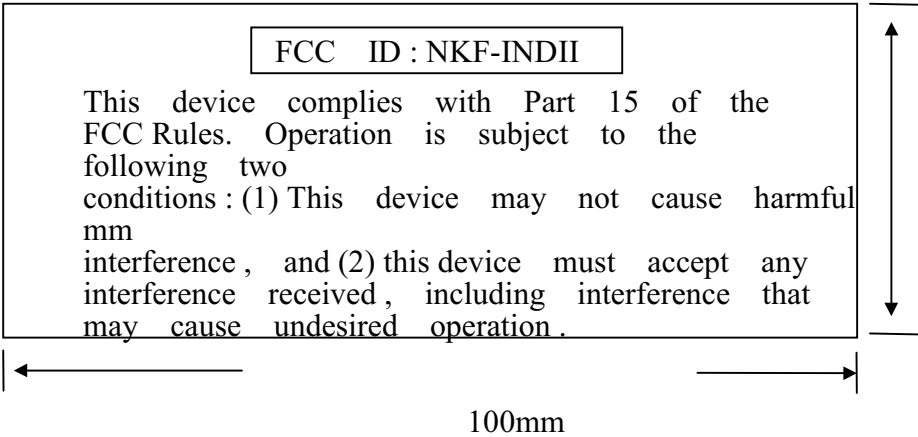 FCC ID : NKF-INDII
This device complies with Part 15 of the
FCC Rules. Operation is subject to the
following two
conditions : (1) This device may not cause harmful
mm
interference , and (2) this device must accept any
interference received , including interference that
may cause undesired operation .
100mm